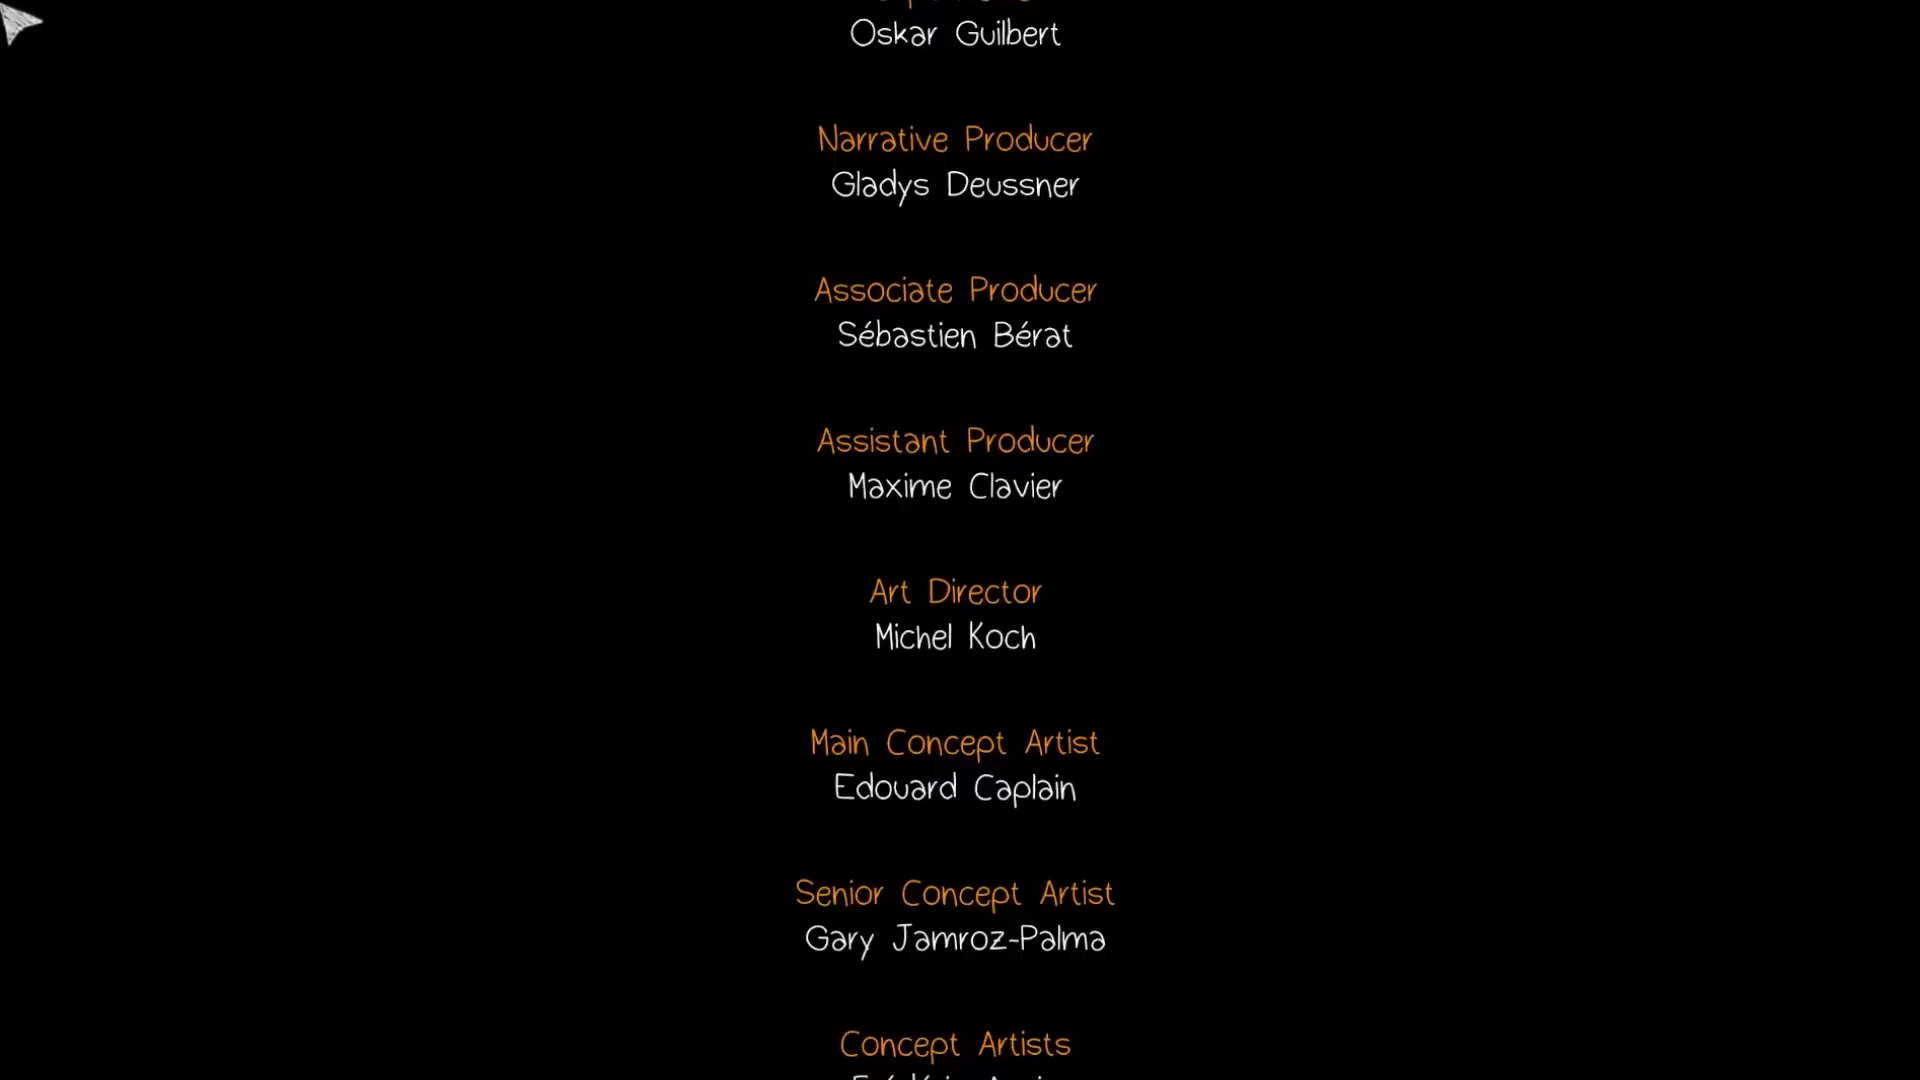 Oskar Guilbert
Narrative Producer
Gladys Deussner
Associate Producer
Sébastien Bérat
Assistant Producer
Maxime Clavier
Art Director
Michel Koch
Main Concept Artist
Edouard Caplain
Senior Concept Artist
Gary Jamroz-Palma
Concept Artists